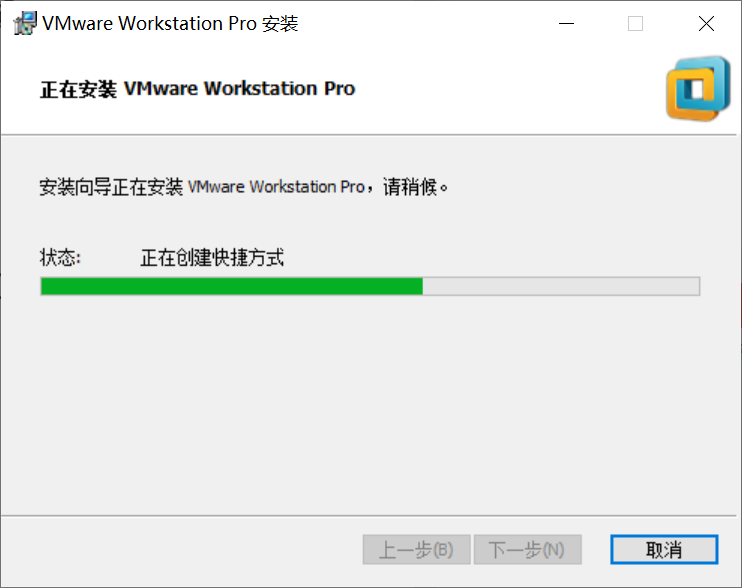 VMware Workstation Pro 安装
正在安装 VMware Workstation Pro
安装向导正在安装 VMware Workstation Pro，请稍候。
状态: 正在创建快捷方式
上一步(B) 下一步(N) 取消